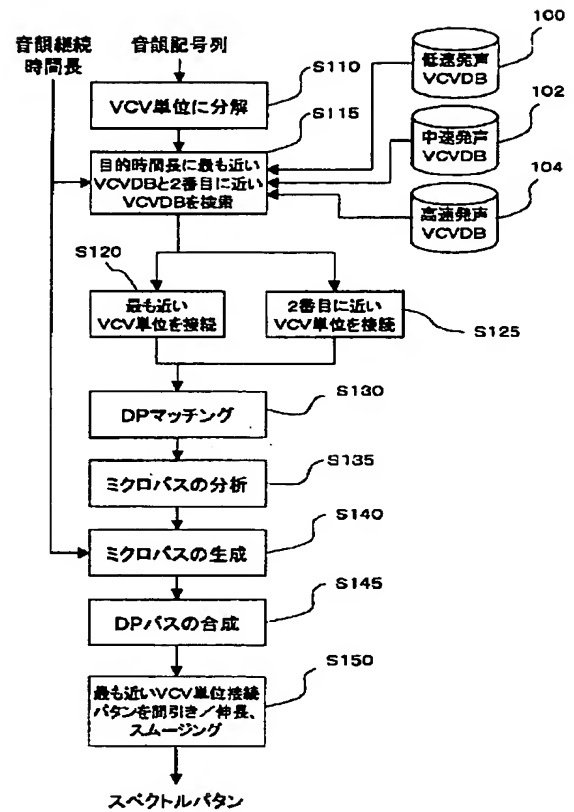 音韻継続
時間長
音韻記号列
100
低速発声
VCVDB
S110
VCV単位に分解
102
中速発声
VCVDB
S115
目的時間長に最も近い
VCVDBと2番目に近い
VCVDBを検索
104
高速発声
VCVDB
S120
最も近い
VCV単位を接続
2番目に近い
VCV単位を接続
S125
S130
DPマッチング
S135
ミクロパスの分析
S140
ミクロパスの生成
S145
DPパスの合成
S150
最も近いVCV単位接続
パタンを間引き/伸長、
スムージング
スペクトルパタン